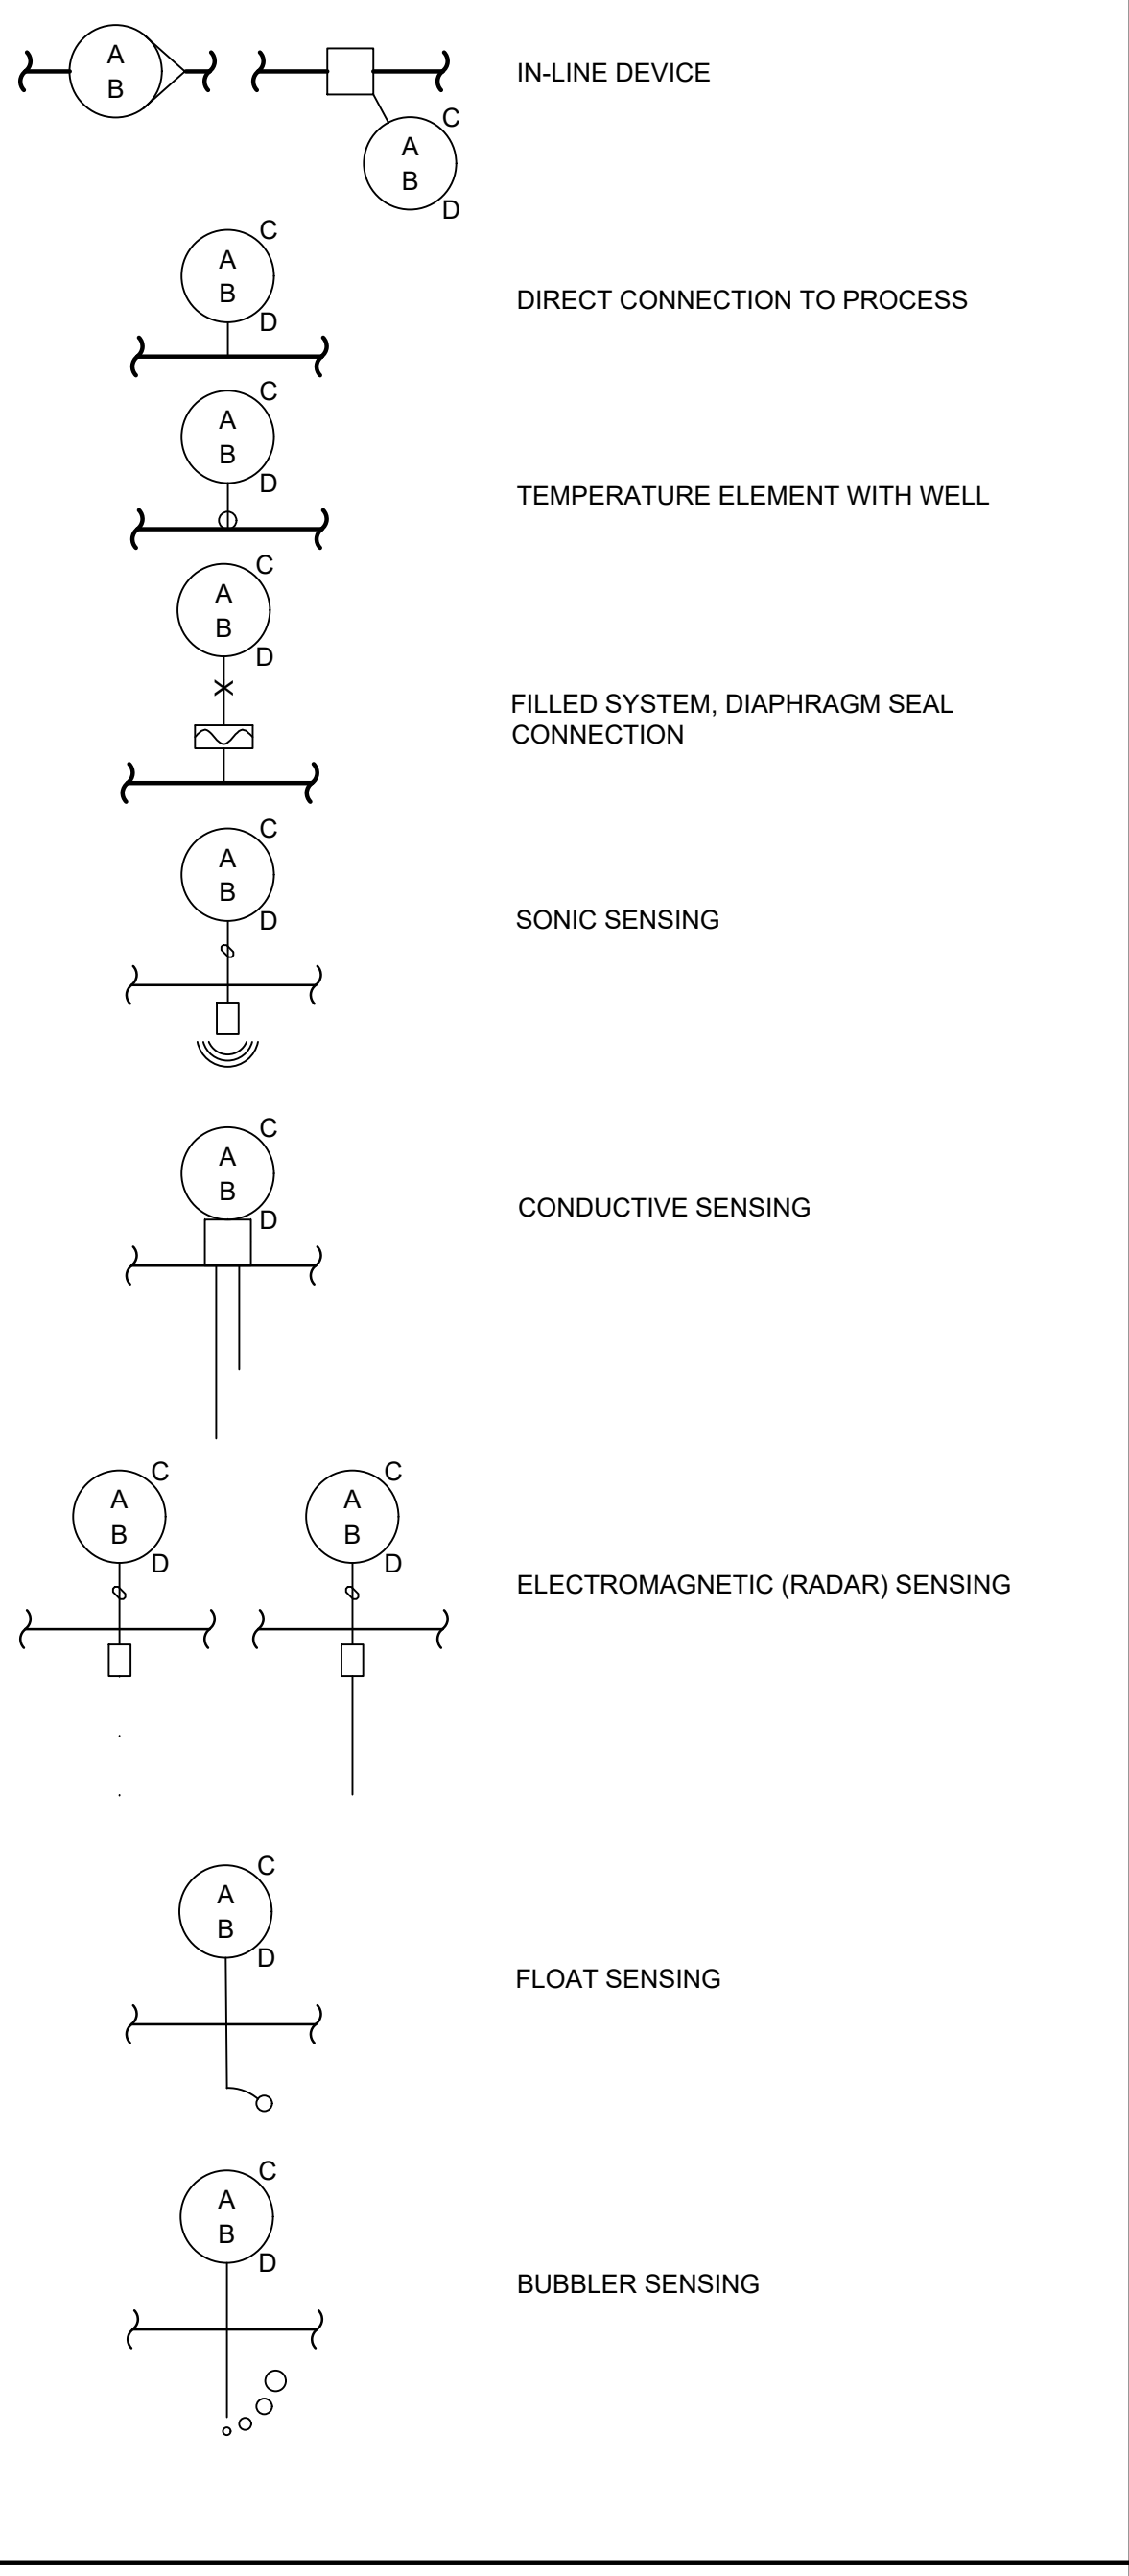 A
B
IN-LINE DEVICE
C
A
B
D
C
A
B
DIRECT CONNECTION TO PROCESS
D
C
A
B
D
TEMPERATURE ELEMENT WITH WELL
C
A
B
D
FILLED SYSTEM, DIAPHRAGM SEAL
CONNECTION
C
A
B
D
SONIC SENSING
C
A
B
D
CONDUCTIVE SENSING
C
A
B
D
C
A
B
D
ELECTROMAGNETIC (RADAR) SENSING
C
A
B
D
FLOAT SENSING
C
A
B
D
BUBBLER SENSING